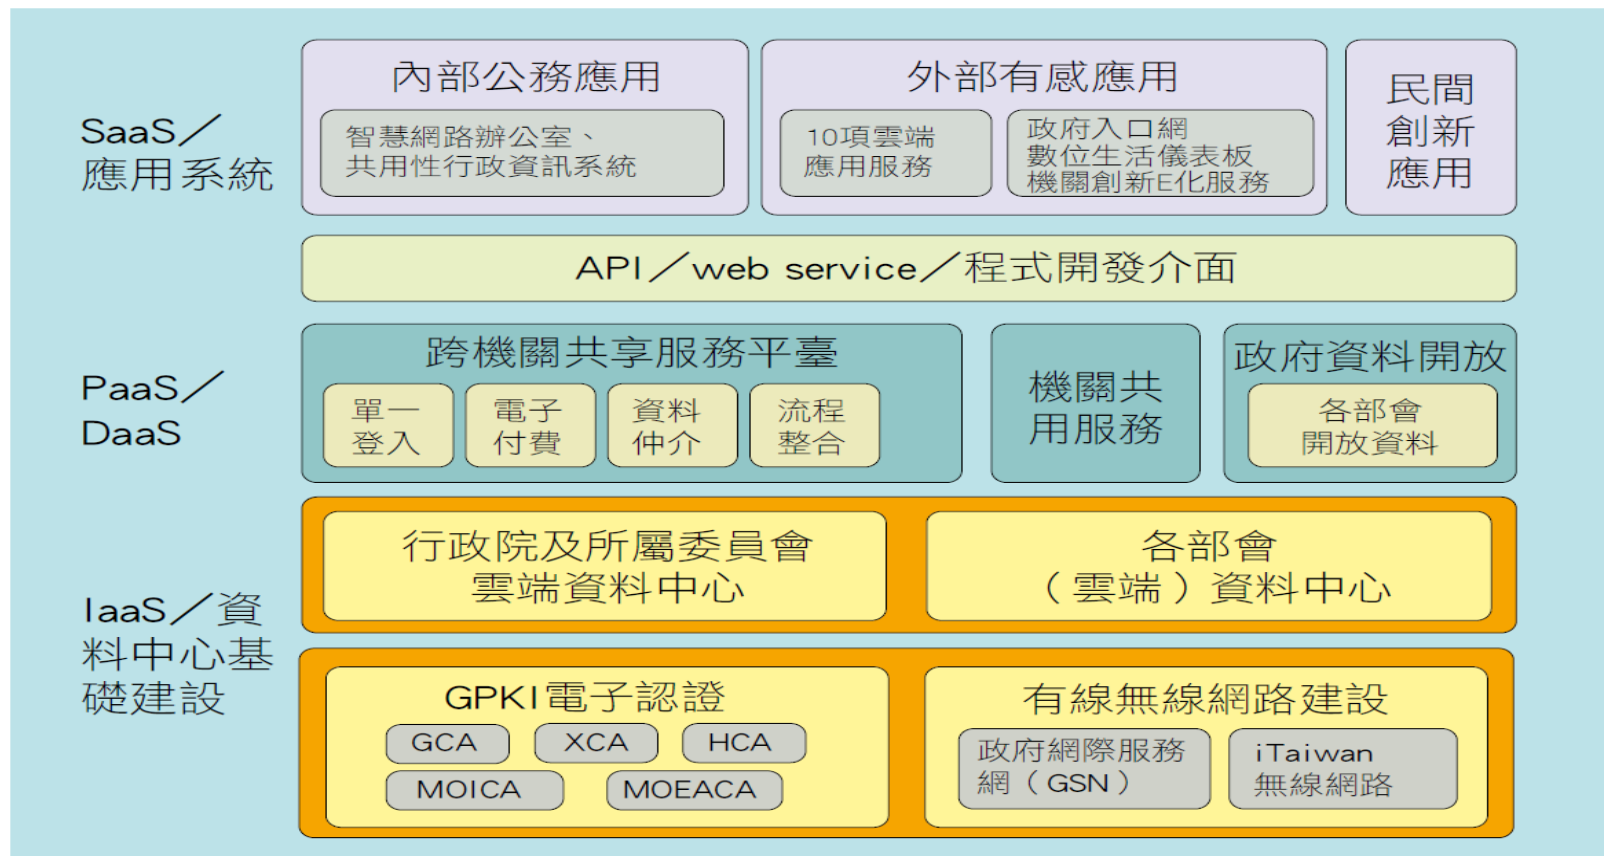 SaaS／
應用系統
內部公務應用
智慧網路辦公室、
共用性行政資訊系統
外部有感應用
10項雲端
應用服務
政府入口網
數位生活儀表板
機關創新E化服務
民間
創新
應用
API／web service／程式開發介面
PaaS／
DaaS
跨機關共享服務平臺
單一
登入
電子
付費
資料
仲介
流程
整合
機關共
用服務
政府資料開放
各部會
開放資料
IaaS／資
料中心基
礎建設
行政院及所屬委員會
雲端資料中心
各部會
（雲端）資料中心
GPKI電子認證
GCA
XCA
HCA
MOICA
MOEACA
有線無線網路建設
政府網際服務
網（GSN）
iTaiwan
無線網路